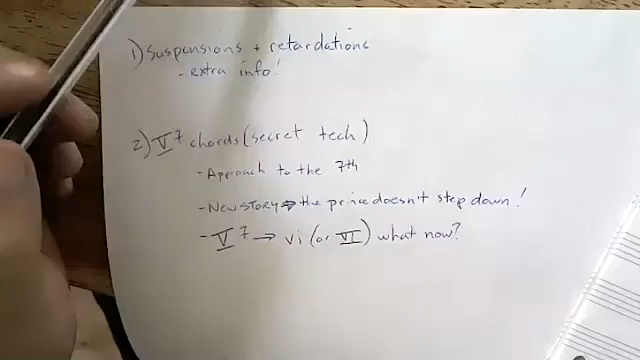 1) Suspensions + retardations
- extra info!
2) V7 chords (secret tech)
- Approach to the 7th
- New story → the prince doesn't step down!
- V7 → vi (or VI) what now?